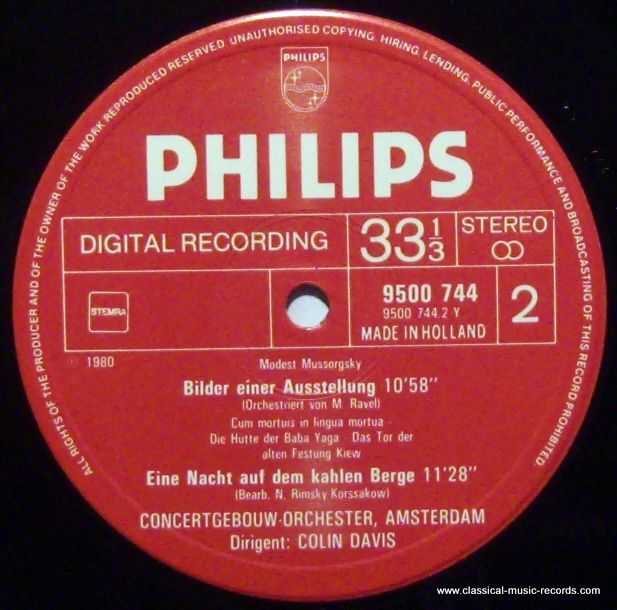 ALL RIGHTS OF THE PRODUCER AND OF THE OWNER OF THE WORK REPRODUCED RESERVED. UNAUTHORISED COPYING, HIRING, LENDING, PUBLIC PERFORMANCE AND BROADCASTING OF THIS RECORD PROHIBITED.
PHILIPS
PHILIPS
DIGITAL RECORDING
33 1/3
STEREO
STEMRA
9500 744
9500 744.2 Y
MADE IN HOLLAND
2
1980
Modest Mussorgsky
Bilder einer Ausstellung 10'58"
(Orchestriert von M. Ravel)
Cum mortuis in lingua mortua
Die Hütte der Baba Yaga Das Tor der
alten Festung Kiew
Eine Nacht auf dem kahlen Berge 11'28"
(Bearb. N. Rimsky Korssakow)
CONCERTGEBOUW-ORCHESTER, AMSTERDAM
Dirigent: COLIN DAVIS
www.classical-music-records.com